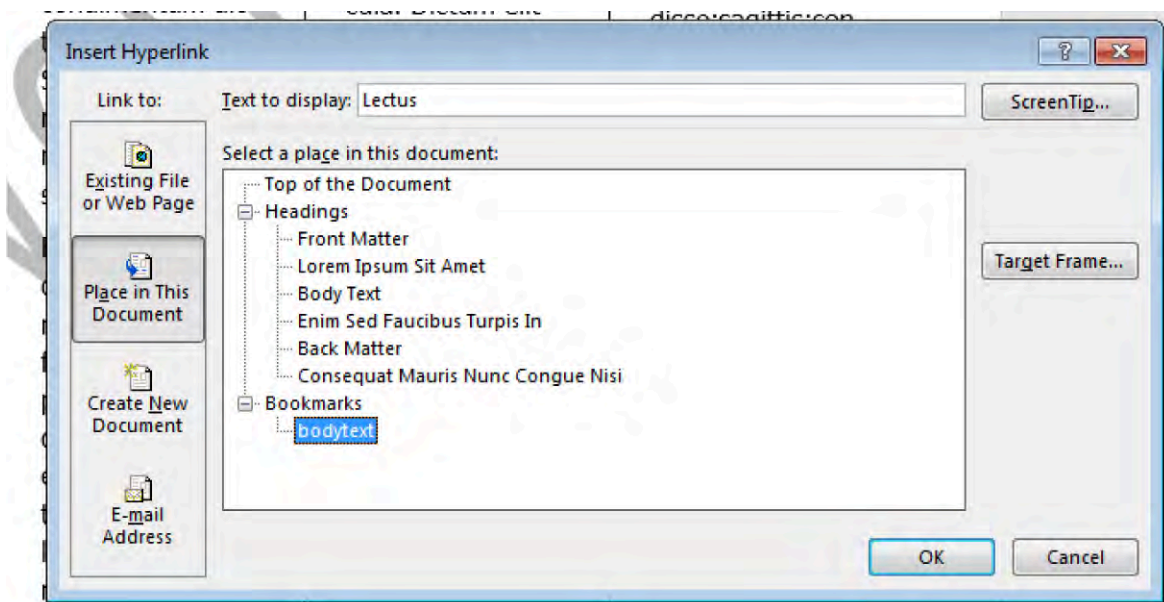 Insert Hyperlink
Link to:
Text to display: Lectus
ScreenTip...
Select a place in this document:
Existing File
or Web Page
Place in This
Document
Create New
Document
E-mail
Address
Top of the Document
Headings
Front Matter
Lorem Ipsum Sit Amet
Body Text
Enim Sed Faucibus Turpis In
Back Matter
Consequat Mauris Nunc Congue Nisi
Bookmarks
bodytext
Target Frame...
OK
Cancel